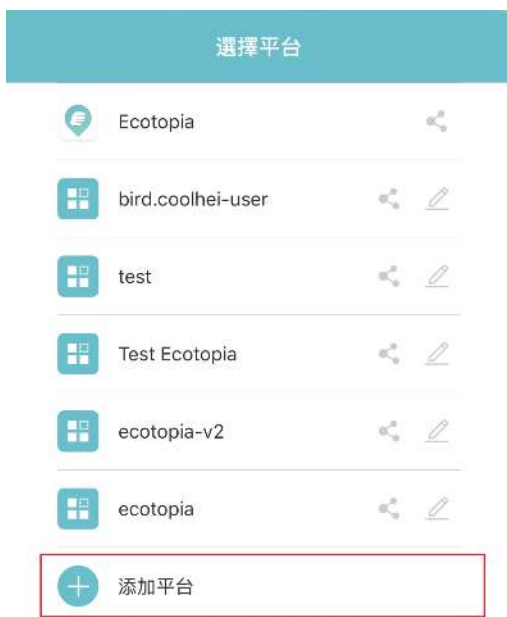 選擇平台
Ecotopia
bird.coolhei-user
test
Test Ecotopia
ecotopia-v2
ecotopia
添加平台